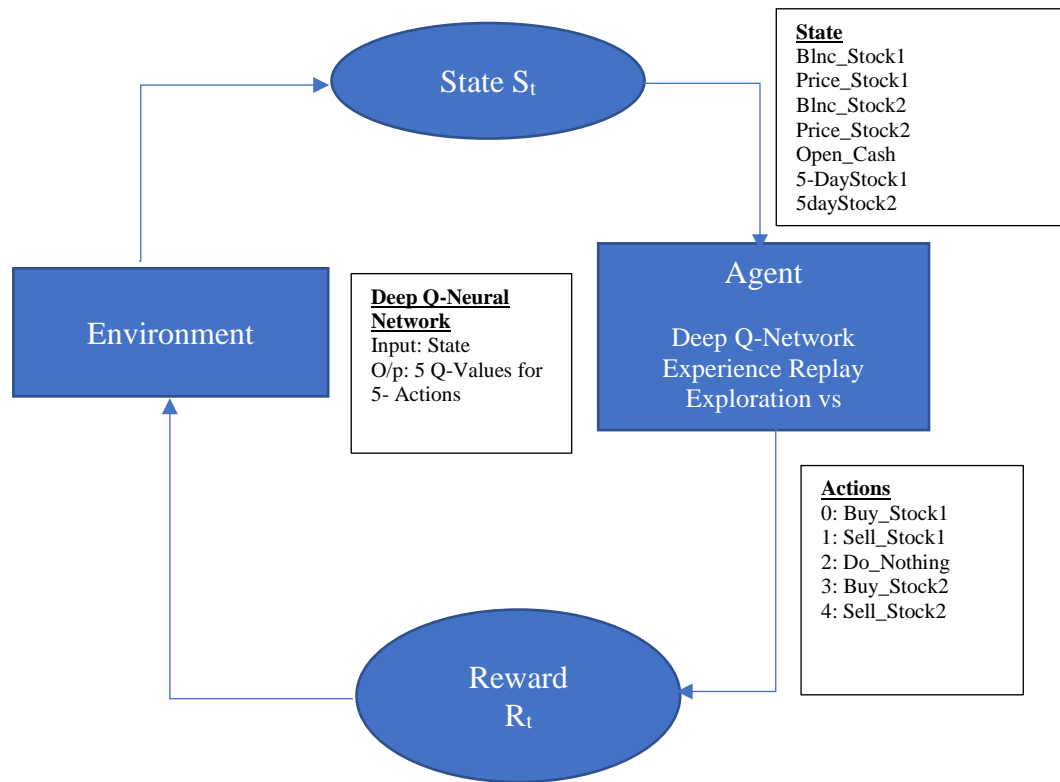 State St
State
Blnc_Stock1
Price_Stock1
Blnc_Stock2
Price_Stock2
Open_Cash
5-DayStock1
5dayStock2
Environment
Deep Q-Neural
Network
Input: State
O/p: 5 Q-Values for
5- Actions
Agent
Deep Q-Network
Experience Replay
Exploration vs
Actions
0: Buy_Stock1
1: Sell_Stock1
2: Do_Nothing
3: Buy_Stock2
4: Sell_Stock2
Reward
Rt